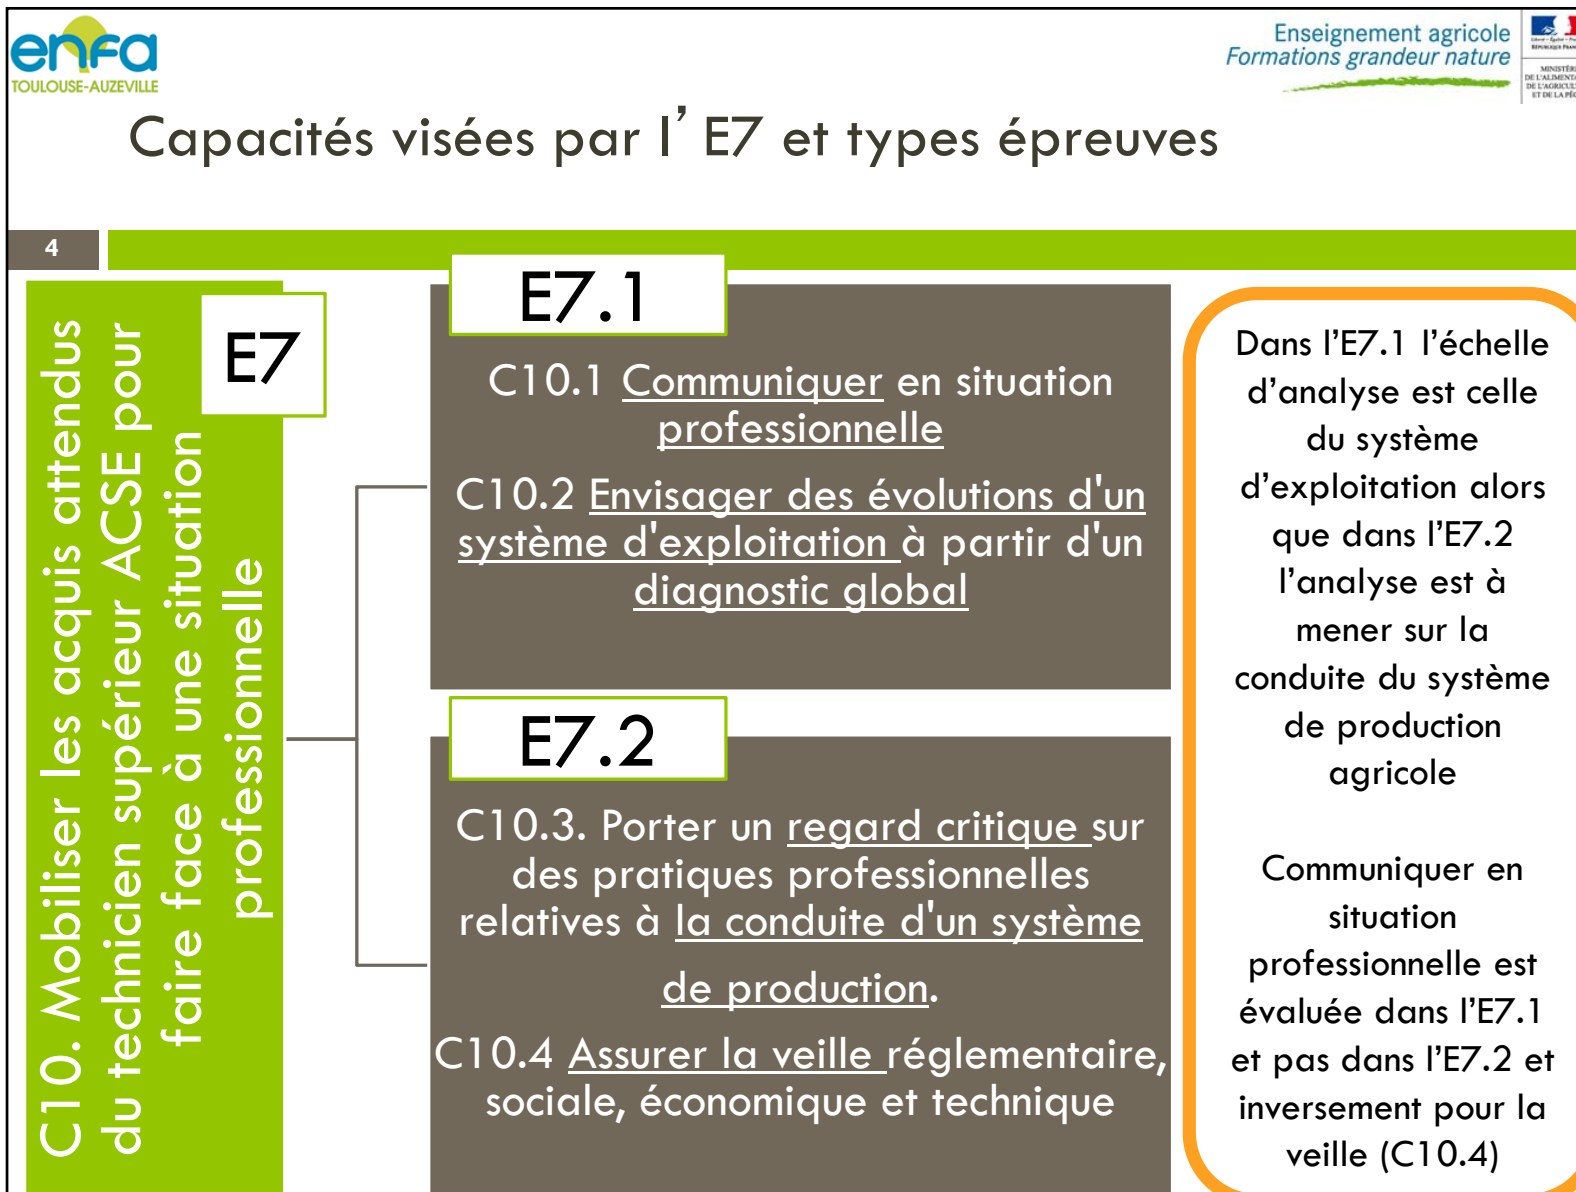 enfa
TOULOUSE-AUZEVILLE
Enseignement agricole
Formations grandeur nature
Capacités visées par l’ E7 et types épreuves
4
C10. Mobiliser les acquis attendus
du technicien supérieur ACSE pour
faire face à une situation
professionnelle
E7
E7.1
C10.1 Communiquer en situation
professionnelle
C10.2 Envisager des évolutions d'un
système d'exploitation à partir d'un
diagnostic global
E7.2
C10.3. Porter un regard critique sur
des pratiques professionnelles
relatives à la conduite d'un système
de production.
C10.4 Assurer la veille réglementaire,
sociale, économique et technique
Dans l’E7.1 l’échelle
d’analyse est celle
du système
d’exploitation alors
que dans l’E7.2
l’analyse est à
mener sur la
conduite du système
de production
agricole
Communiquer en
situation
professionnelle est
évaluée dans l’E7.1
et pas dans l’E7.2 et
inversement pour la
veille (C10.4)